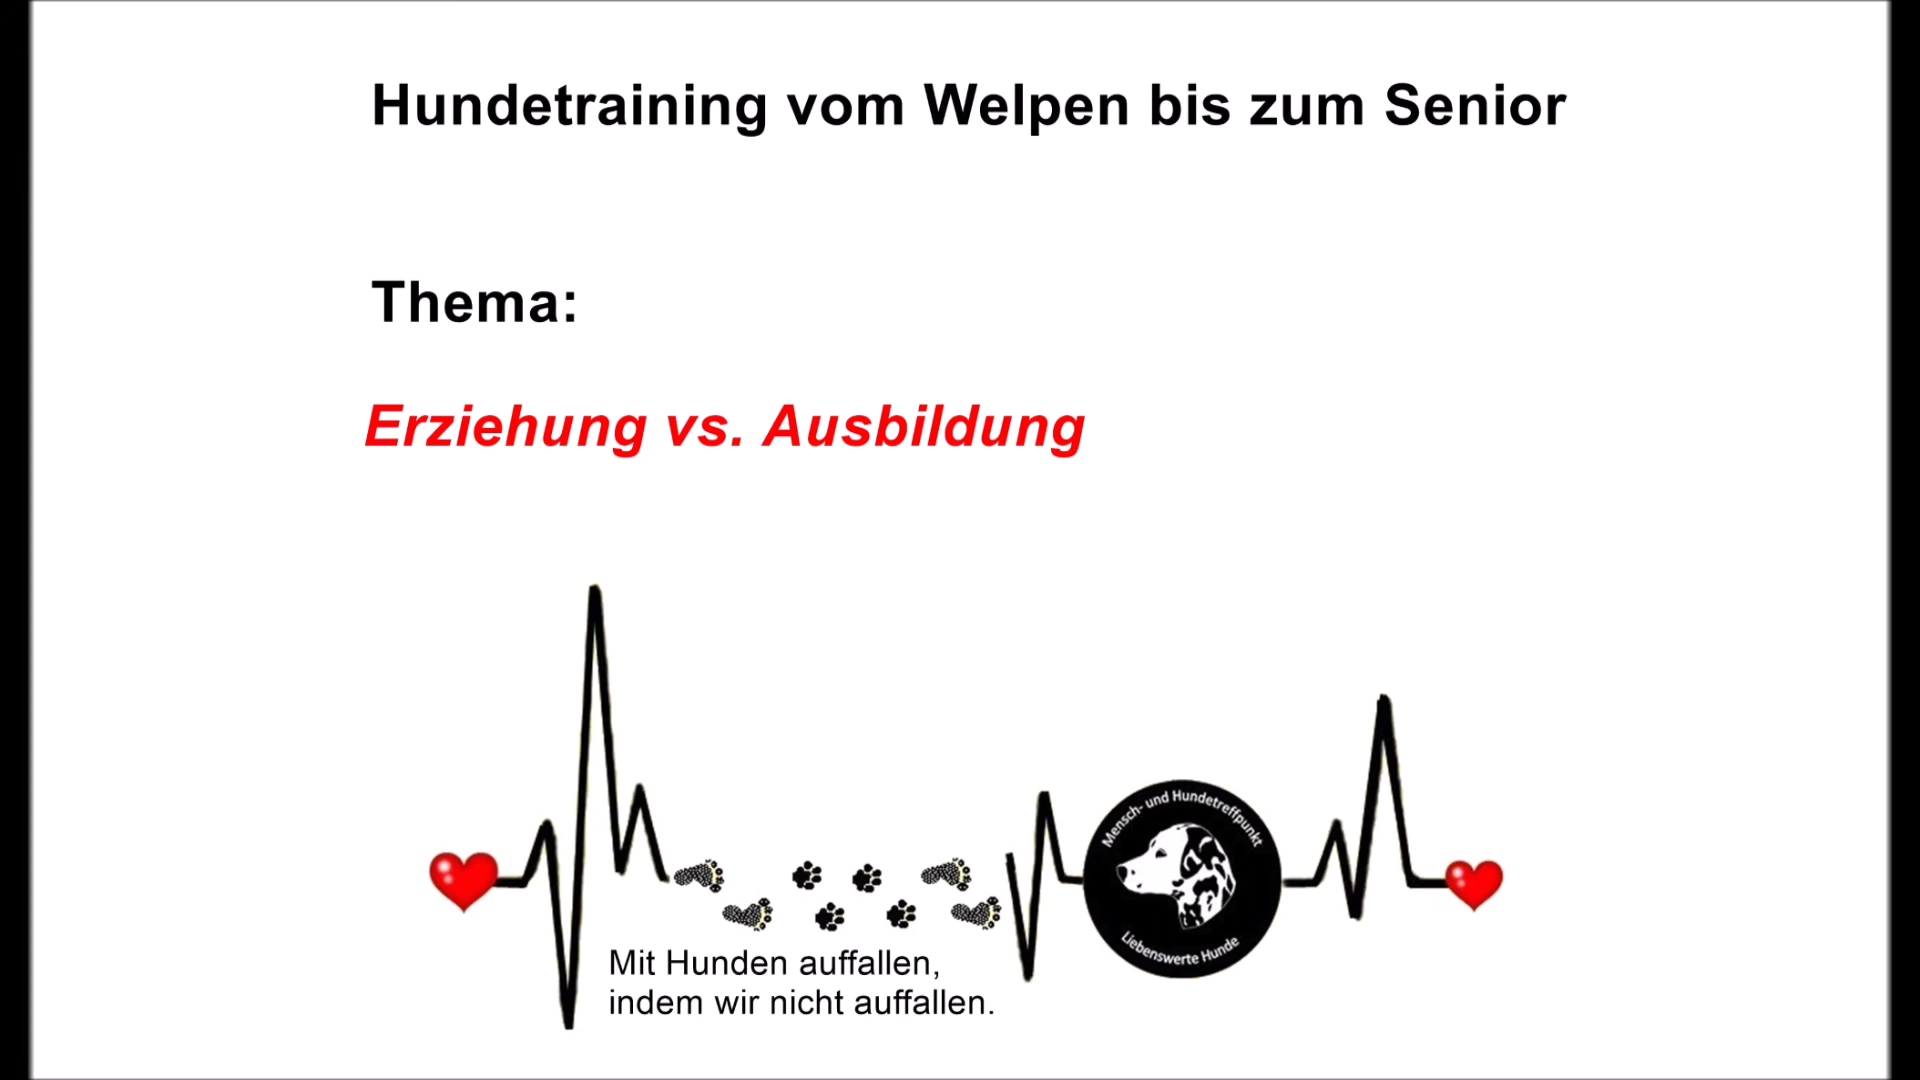 Hundetraining vom Welpen bis zum Senior
Thema:
Erziehung vs. Ausbildung
Mensch- und Hundetreffpunkt
Liebenswerte Hunde
Mit Hunden auffallen,
indem wir nicht auffallen.